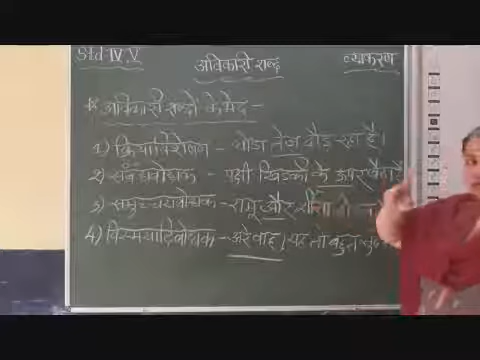 Std IV. V
अविकारी शब्द
व्याकरण
* अविकारी शब्दों के भेद -
1) क्रियाविशेषण - घोडा तेज दौड़ रहा है।
2) संबंधबोधक - पक्षी खिड़की के ऊपर बैठा है
3) समुच्चयबोधक - रामू और
4) विस्मयादिबोधक - अरे वाह! यह तो बहुत